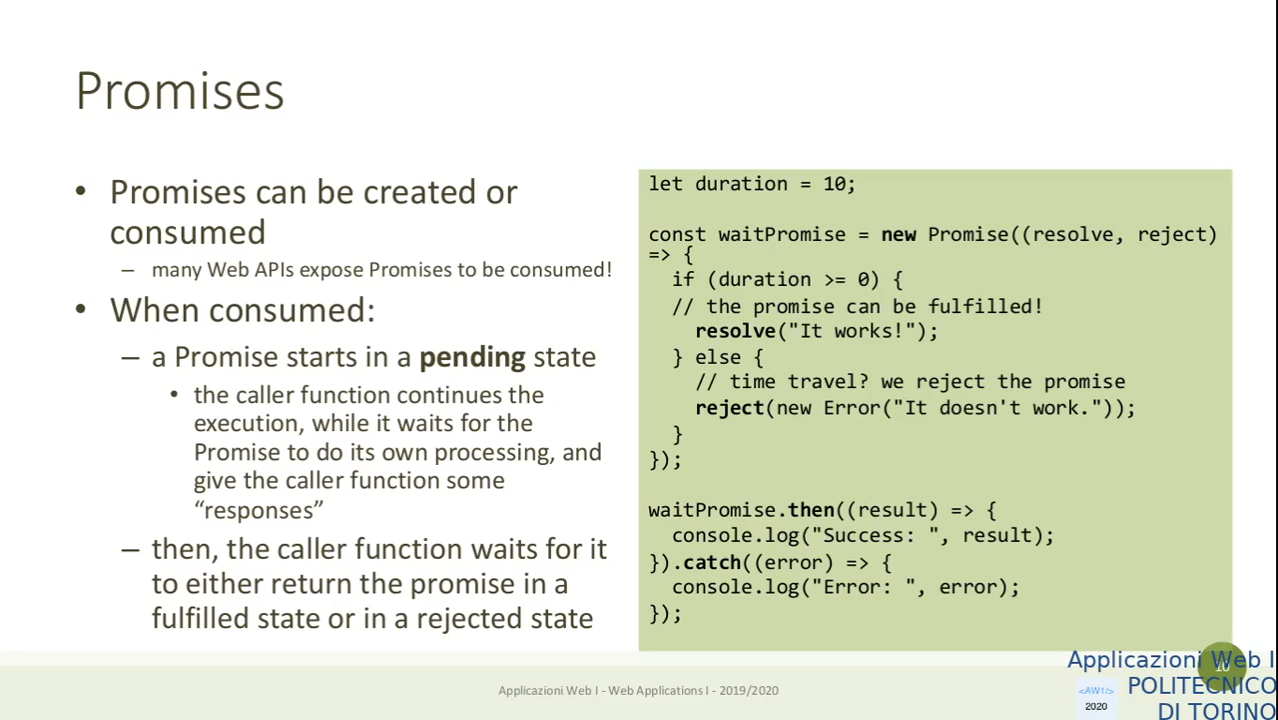 Promises
• Promises can be created or
consumed
– many Web APIs expose Promises to be consumed!
• When consumed:
– a Promise starts in a pending state
• the caller function continues the
execution, while it waits for the
Promise to do its own processing, and
give the caller function some
“responses”
– then, the caller function waits for it
to either return the promise in a
fulfilled state or in a rejected state
let duration = 10;
const waitPromise = new Promise((resolve, reject)
=> {
  if (duration >= 0) {
  // the promise can be fulfilled!
    resolve("It works!");
  } else {
    // time travel? we reject the promise
    reject(new Error("It doesn't work."));
  }
});
waitPromise.then((result) => {
  console.log("Success: ", result);
}).catch((error) => {
  console.log("Error: ", error);
});
Applicazioni Web I - Web Applications I - 2019/2020
Applicazioni Web I
POLITECNICO
DI TORINO
<AW1/>
2020